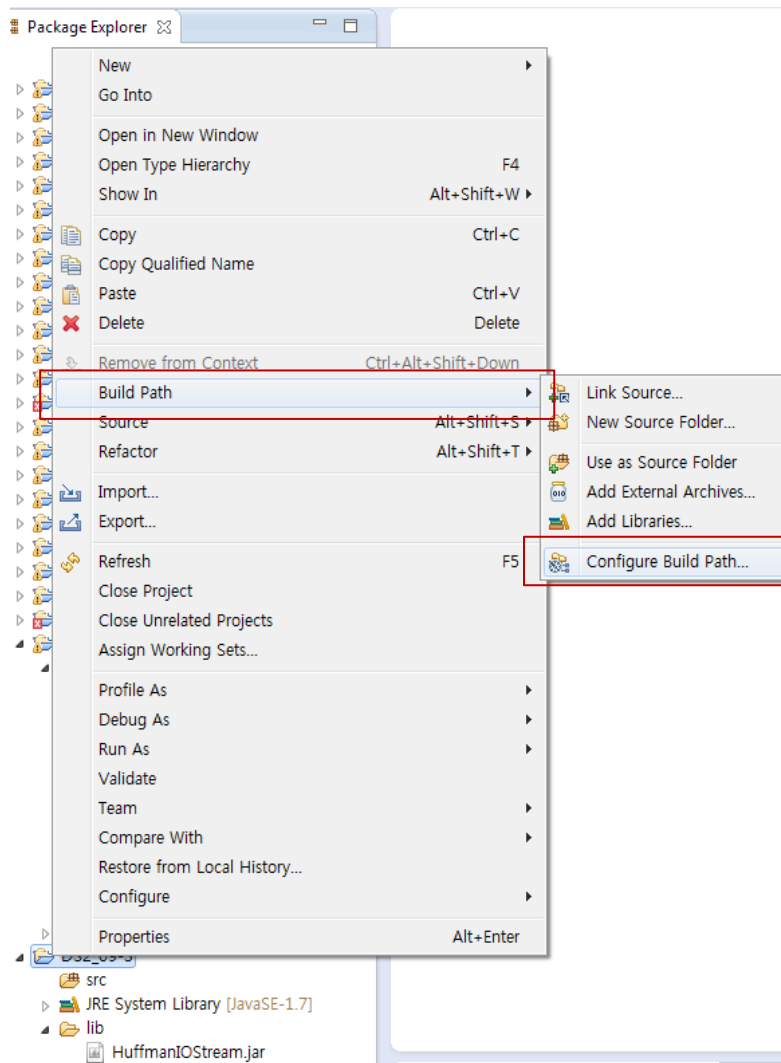 Package Explorer
New
Go Into
Open in New Window
Open Type Hierarchy F4
Show In Alt+Shift+W
Copy Ctrl+C
Copy Qualified Name
Paste Ctrl+V
Delete Delete
Remove from Context Ctrl+Alt+Shift+Down
Build Path
Source Alt+Shift+S
Refactor Alt+Shift+T
Import...
Export...
Refresh F5
Close Project
Close Unrelated Projects
Assign Working Sets...
Profile As
Debug As
Run As
Validate
Team
Compare With
Restore from Local History...
Configure
Properties Alt+Enter
Link Source...
New Source Folder...
Use as Source Folder
Add External Archives...
Add Libraries...
Configure Build Path...
src
JRE System Library [JavaSE-1.7]
lib
HuffmanIOStream.jar